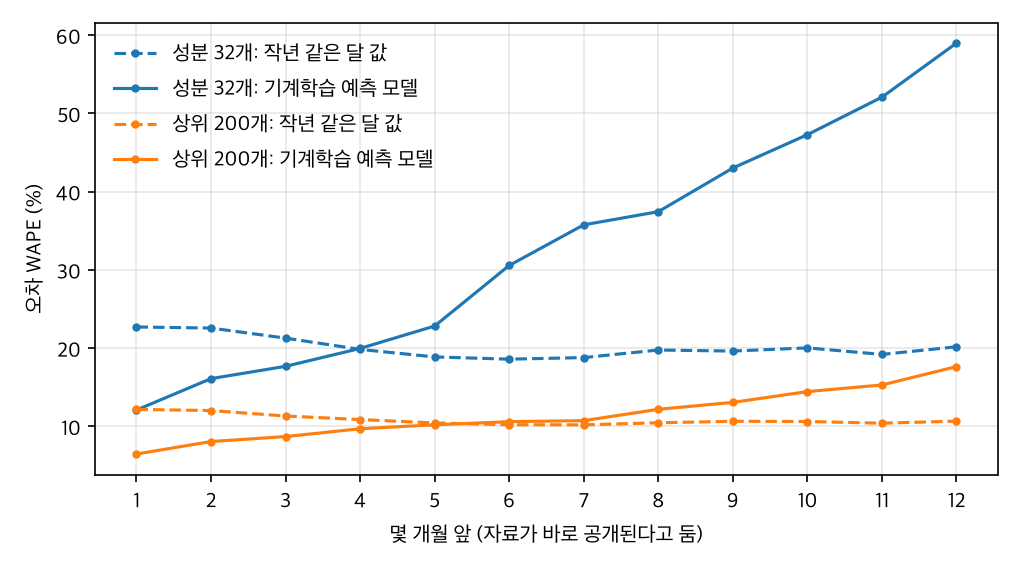 성분 32개: 작년 같은 달 값
성분 32개: 기계학습 예측 모델
상위 200개: 작년 같은 달 값
상위 200개: 기계학습 예측 모델
오차 WAPE (%)
60
50
40
30
20
10
1 2 3 4 5 6 7 8 9 10 11 12
몇 개월 앞 (자료가 바로 공개된다고 둠)